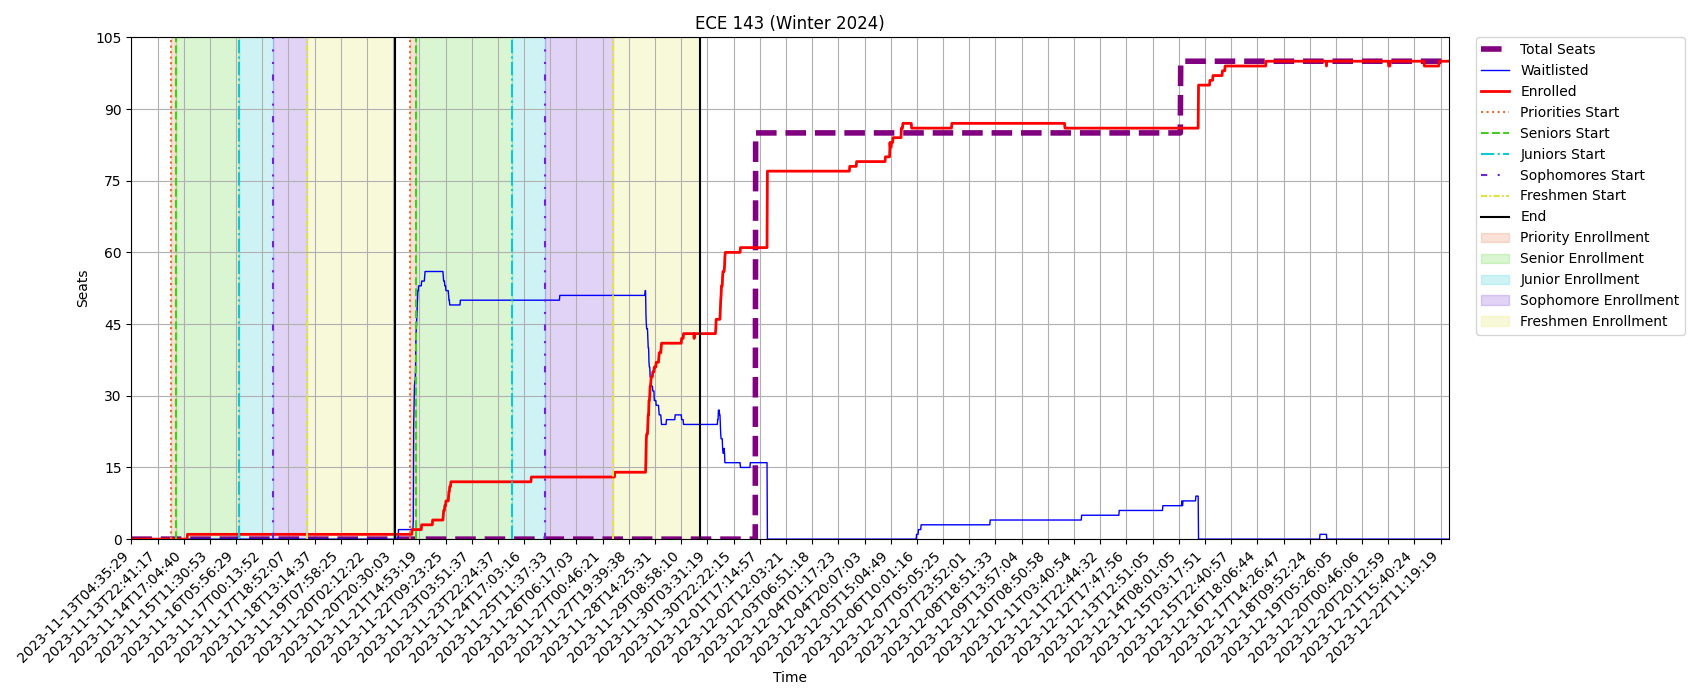 ECE 143 (Winter 2024)
105
90
75
60
45
30
15
0
Seats
2023-11-13T04:35:29
2023-11-13T22:41:17
2023-11-14T17:04:40
2023-11-15T11:30:53
2023-11-16T05:56:29
2023-11-17T00:13:52
2023-11-17T18:52:07
2023-11-18T13:14:37
2023-11-19T07:58:25
2023-11-20T02:12:22
2023-11-20T20:30:03
2023-11-21T14:53:19
2023-11-22T09:23:25
2023-11-23T03:51:37
2023-11-23T22:24:37
2023-11-24T17:03:16
2023-11-25T11:37:33
2023-11-26T06:17:03
2023-11-27T00:46:21
2023-11-27T19:39:38
2023-11-28T14:25:31
2023-11-29T08:58:10
2023-11-30T03:31:19
2023-11-30T22:22:15
2023-12-01T17:14:57
2023-12-02T12:03:21
2023-12-03T06:51:18
2023-12-04T01:17:23
2023-12-04T20:07:03
2023-12-05T15:04:49
2023-12-06T10:01:16
2023-12-07T05:05:25
2023-12-07T23:52:01
2023-12-08T18:51:33
2023-12-09T13:57:04
2023-12-10T08:50:58
2023-12-11T03:40:54
2023-12-11T22:44:32
2023-12-12T17:47:56
2023-12-13T12:51:05
2023-12-14T08:01:05
2023-12-15T03:17:51
2023-12-15T22:40:57
2023-12-16T18:06:44
2023-12-17T14:26:47
2023-12-18T09:52:24
2023-12-19T05:26:05
2023-12-20T00:46:06
2023-12-20T20:12:59
2023-12-21T15:40:24
2023-12-22T11:19:19
Time
Total Seats
Waitlisted
Enrolled
Priorities Start
Seniors Start
Juniors Start
Sophomores Start
Freshmen Start
End
Priority Enrollment
Senior Enrollment
Junior Enrollment
Sophomore Enrollment
Freshmen Enrollment